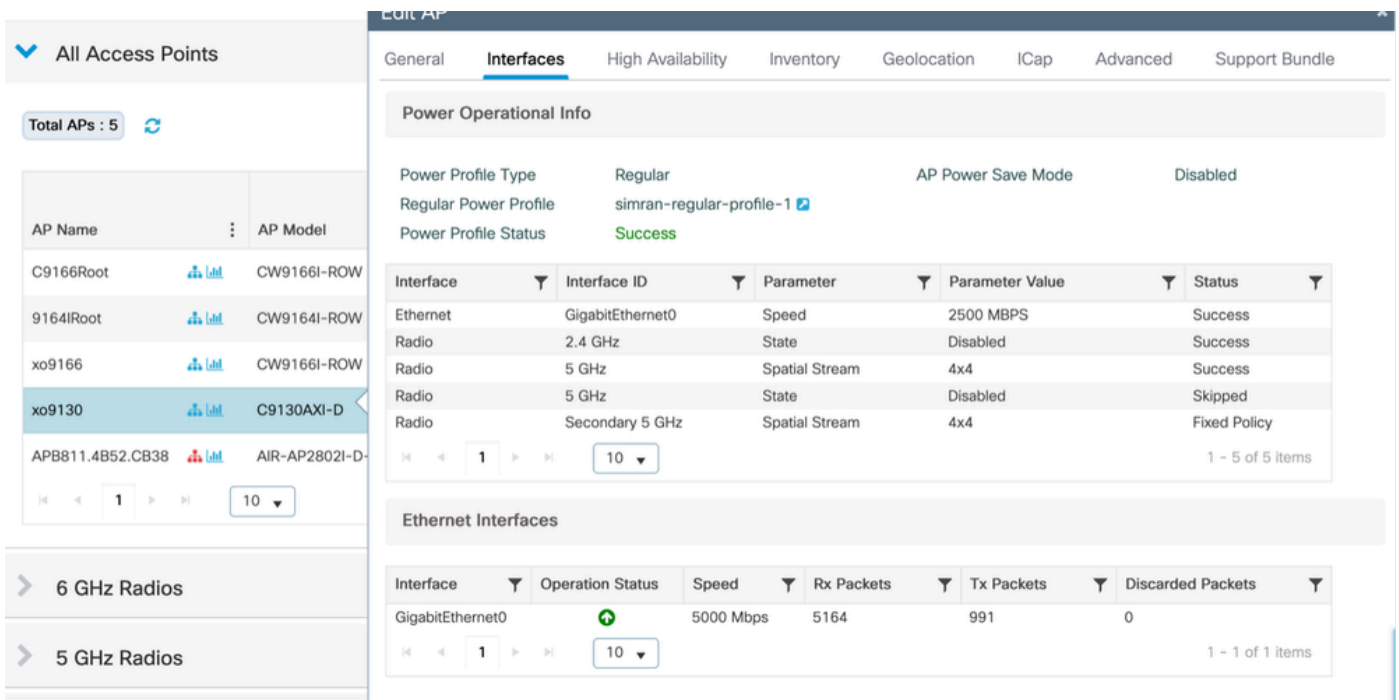 All Access Points
Total APs : 5
AP Name AP Model
C9166Root CW9166I-ROW
9164IRoot CW9164I-ROW
xo9166 CW9166I-ROW
xo9130 C9130AXI-D
APB811.4B52.CB38 AIR-AP2802I-D-
1 10
6 GHz Radios
5 GHz Radios
Edit AP
General Interfaces High Availability Inventory Geolocation ICap Advanced Support Bundle
Power Operational Info
Power Profile Type Regular AP Power Save Mode Disabled
Regular Power Profile simran-regular-profile-1
Power Profile Status Success
Interface Interface ID Parameter Parameter Value Status
Ethernet GigabitEthernet0 Speed 2500 MBPS Success
Radio 2.4 GHz State Disabled Success
Radio 5 GHz Spatial Stream 4x4 Success
Radio 5 GHz State Disabled Skipped
Radio Secondary 5 GHz Spatial Stream 4x4 Fixed Policy
1 10 1 - 5 of 5 items
Ethernet Interfaces
Interface Operation Status Speed Rx Packets Tx Packets Discarded Packets
GigabitEthernet0 5000 Mbps 5164 991 0
1 10 1 - 1 of 1 items